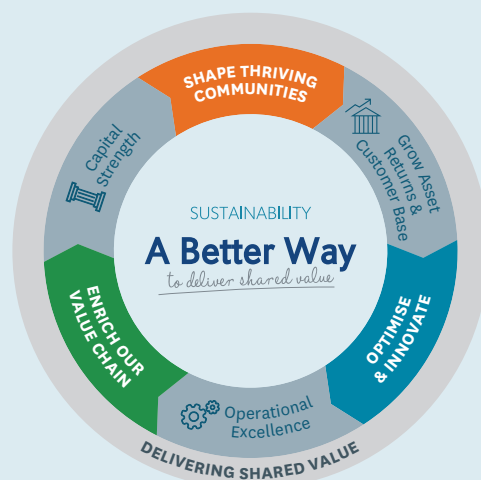 SHAPE THRIVING
COMMUNITIES
Grow Asset
Returns &
Customer Base
OPTIMISE
& INNOVATE
Operational
Excellence
ENRICH OUR
VALUE CHAIN
Capital
Strength
SUSTAINABILITY
A Better Way
to deliver shared value
DELIVERING SHARED VALUE